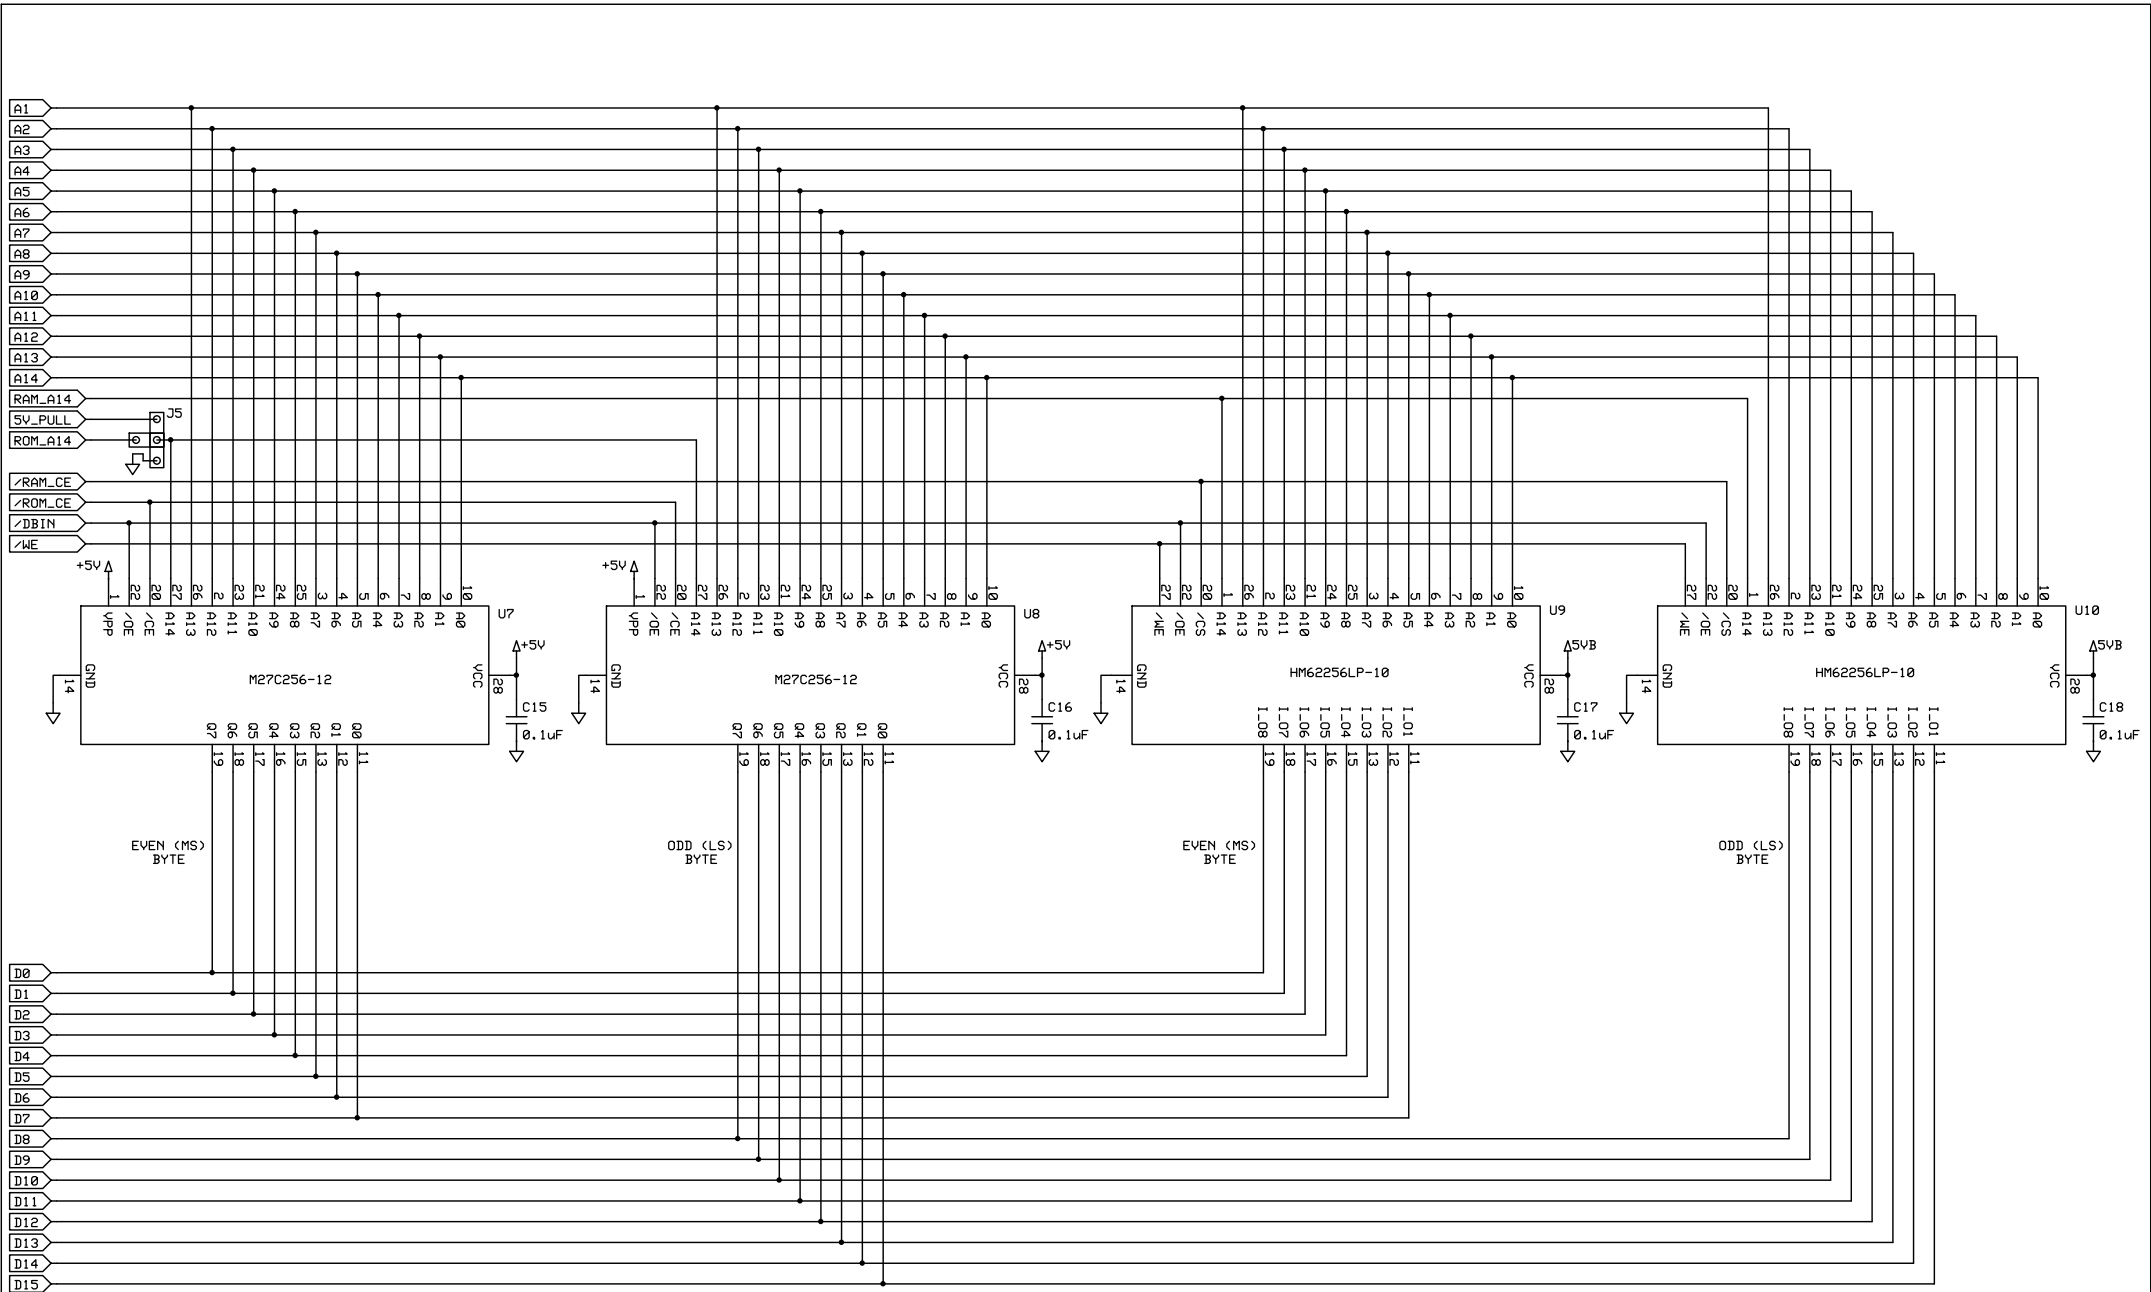 A1
A2
A3
A4
A5
A6
A7
A8
A9
A10
A11
A12
A13
A14
RAM_A14
5V_PULL
J5
ROM_A14
/RAM_CE
/ROM_CE
/DBIN
/WE
+5V
+5V
1 22 20 27 26 2 23 21 24 25 3 4 5 6 7 8 9 10
VPP /OE /CE A14 A13 A12 A11 A10 A9 A8 A7 A6 A5 A4 A3 A2 A1 A0
U7
GND
14
M27C256-12
VCC
28
+5V
C15
0.1uF
Q7 Q6 Q5 Q4 Q3 Q2 Q1 Q0
19 18 17 16 15 13 12 11
EVEN (MS)
BYTE
1 22 20 27 26 2 23 21 24 25 3 4 5 6 7 8 9 10
VPP /OE /CE A14 A13 A12 A11 A10 A9 A8 A7 A6 A5 A4 A3 A2 A1 A0
U8
GND
14
M27C256-12
VCC
28
+5V
C16
0.1uF
Q7 Q6 Q5 Q4 Q3 Q2 Q1 Q0
19 18 17 16 15 13 12 11
ODD (LS)
BYTE
27 22 20 1 26 2 23 21 24 25 3 4 5 6 7 8 9 10
/WE /OE /CS A14 A13 A12 A11 A10 A9 A8 A7 A6 A5 A4 A3 A2 A1 A0
U9
GND
14
HM62256LP-10
VCC
28
5VB
C17
0.1uF
I_O8 I_O7 I_O6 I_O5 I_O4 I_O3 I_O2 I_O1
19 18 17 16 15 13 12 11
EVEN (MS)
BYTE
27 22 20 1 26 2 23 21 24 25 3 4 5 6 7 8 9 10
/WE /OE /CS A14 A13 A12 A11 A10 A9 A8 A7 A6 A5 A4 A3 A2 A1 A0
U10
GND
14
HM62256LP-10
VCC
28
5VB
C18
0.1uF
I_O8 I_O7 I_O6 I_O5 I_O4 I_O3 I_O2 I_O1
19 18 17 16 15 13 12 11
ODD (LS)
BYTE
D0
D1
D2
D3
D4
D5
D6
D7
D8
D9
D10
D11
D12
D13
D14
D15